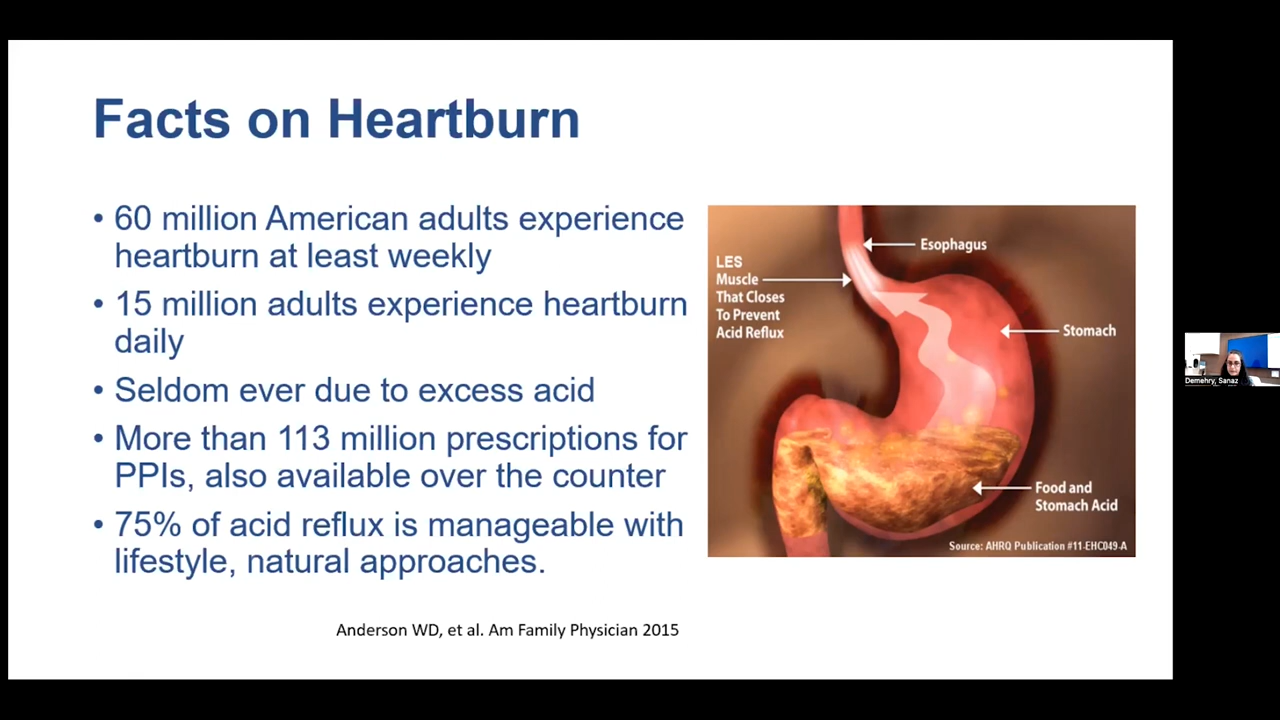 Facts on Heartburn
• 60 million American adults experience
heartburn at least weekly
• 15 million adults experience heartburn
daily
• Seldom ever due to excess acid
• More than 113 million prescriptions for
PPIs, also available over the counter
• 75% of acid reflux is manageable with
lifestyle, natural approaches.
Esophagus
LES
Muscle
That Closes
To Prevent
Acid Reflux
Stomach
Food and
Stomach Acid
Source: AHRQ Publication #11-EHC049-A
Anderson WD, et al. Am Family Physician 2015
Demehry, Sanaz